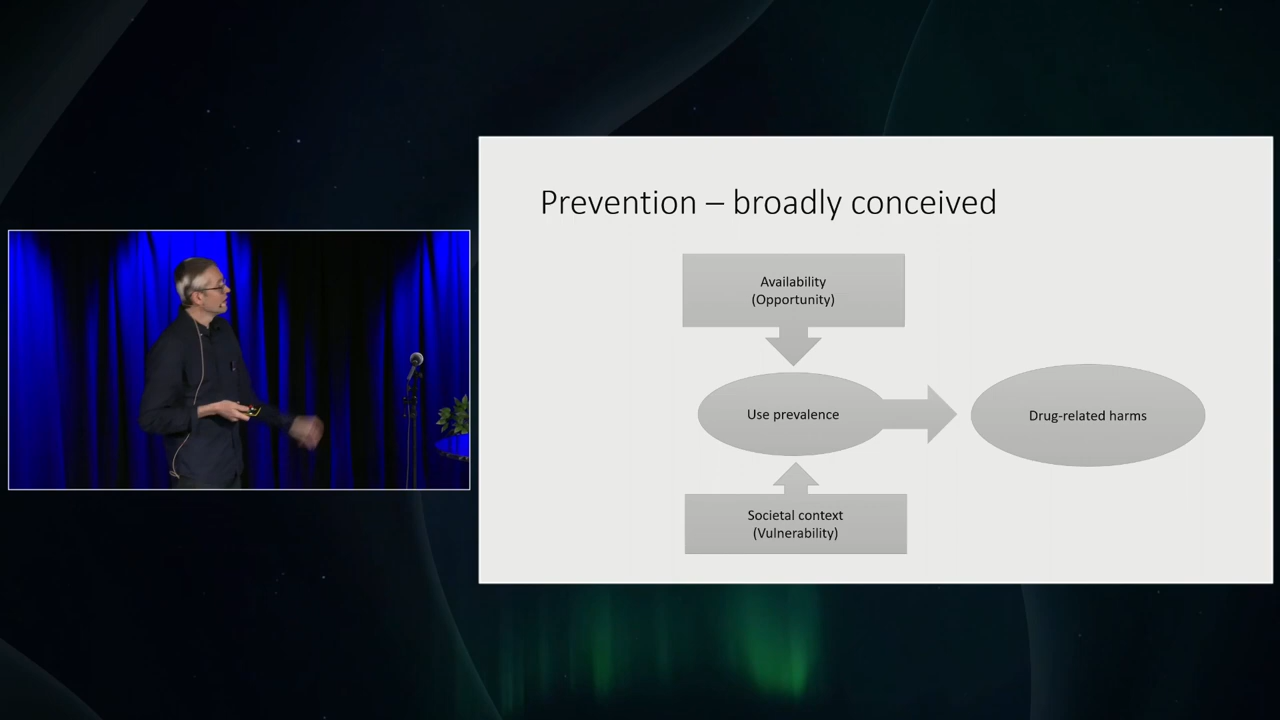 Prevention – broadly conceived
Availability
(Opportunity)
Use prevalence
Drug-related harms
Societal context
(Vulnerability)